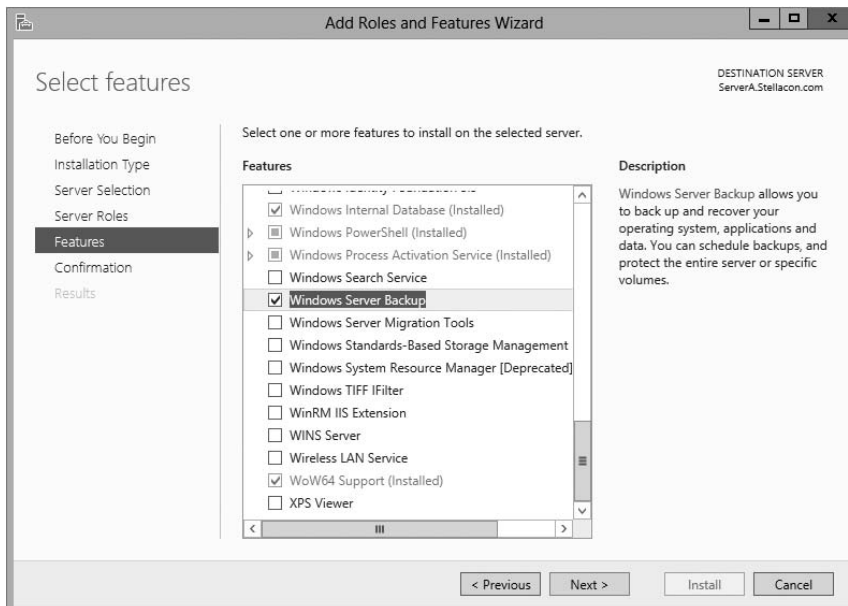 Add Roles and Features Wizard
Select features
DESTINATION SERVER
ServerA.Stellacon.com
Before You Begin
Installation Type
Server Selection
Server Roles
Features
Confirmation
Results
Select one or more features to install on the selected server.
Features
Windows Internal Database (Installed)
Windows PowerShell (Installed)
Windows Process Activation Service (Installed)
Windows Search Service
Windows Server Backup
Windows Server Migration Tools
Windows Standards-Based Storage Management
Windows System Resource Manager [Deprecated]
Windows TIFF IFilter
WinRM IIS Extension
WINS Server
Wireless LAN Service
WoW64 Support (Installed)
XPS Viewer
Description
Windows Server Backup allows you
to back up and recover your
operating system, applications and
data. You can schedule backups, and
protect the entire server or specific
volumes.
< Previous
Next >
Install
Cancel